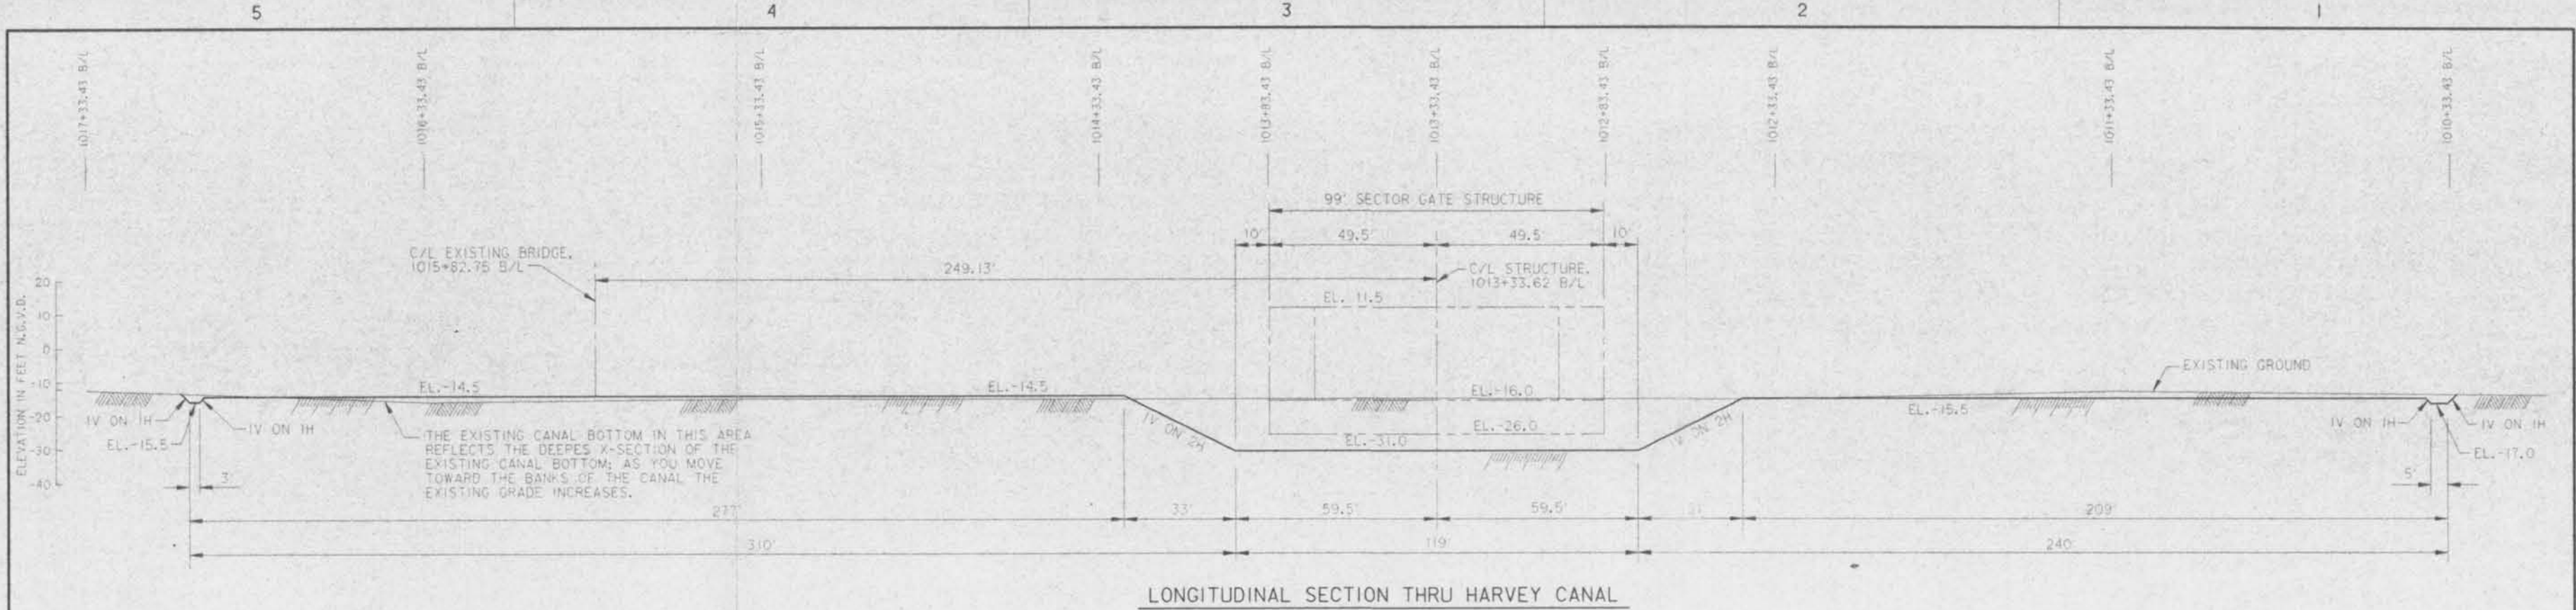 5 4 3 2 1
1017+33.43 B/L
1016+33.43 B/L
1015+33.43 B/L
1014+33.43 B/L
1013+83.43 B/L
1013+33.43 B/L
1012+83.43 B/L
1012+33.43 B/L
1011+33.43 B/L
1010+33.43 B/L
99' SECTOR GATE STRUCTURE
10' 49.5' 49.5' 10'
C/L EXISTING BRIDGE,
1015+82.75 B/L
249.13'
C/L STRUCTURE,
1013+33.62 B/L
ELEVATION IN FEET N.G.V.D.
20
10
0
-10
-20
-30
-40
EL. 11.5
EXISTING GROUND
EL.-14.5
EL.-14.5
EL.-16.0
EL.-15.5
1V ON 1H
1V ON 1H
EL.-15.5
1V ON 2H
EL.-26.0
EL.-31.0
1V ON 2H
1V ON 1H
1V ON 1H
EL.-17.0
THE EXISTING CANAL BOTTOM IN THIS AREA
REFLECTS THE DEEPES X-SECTION OF THE
EXISTING CANAL BOTTOM; AS YOU MOVE
TOWARD THE BANKS OF THE CANAL THE
EXISTING GRADE INCREASES.
3'
5'
277' 33' 59.5' 59.5' 209'
310' 119' 240'
LONGITUDINAL SECTION THRU HARVEY CANAL